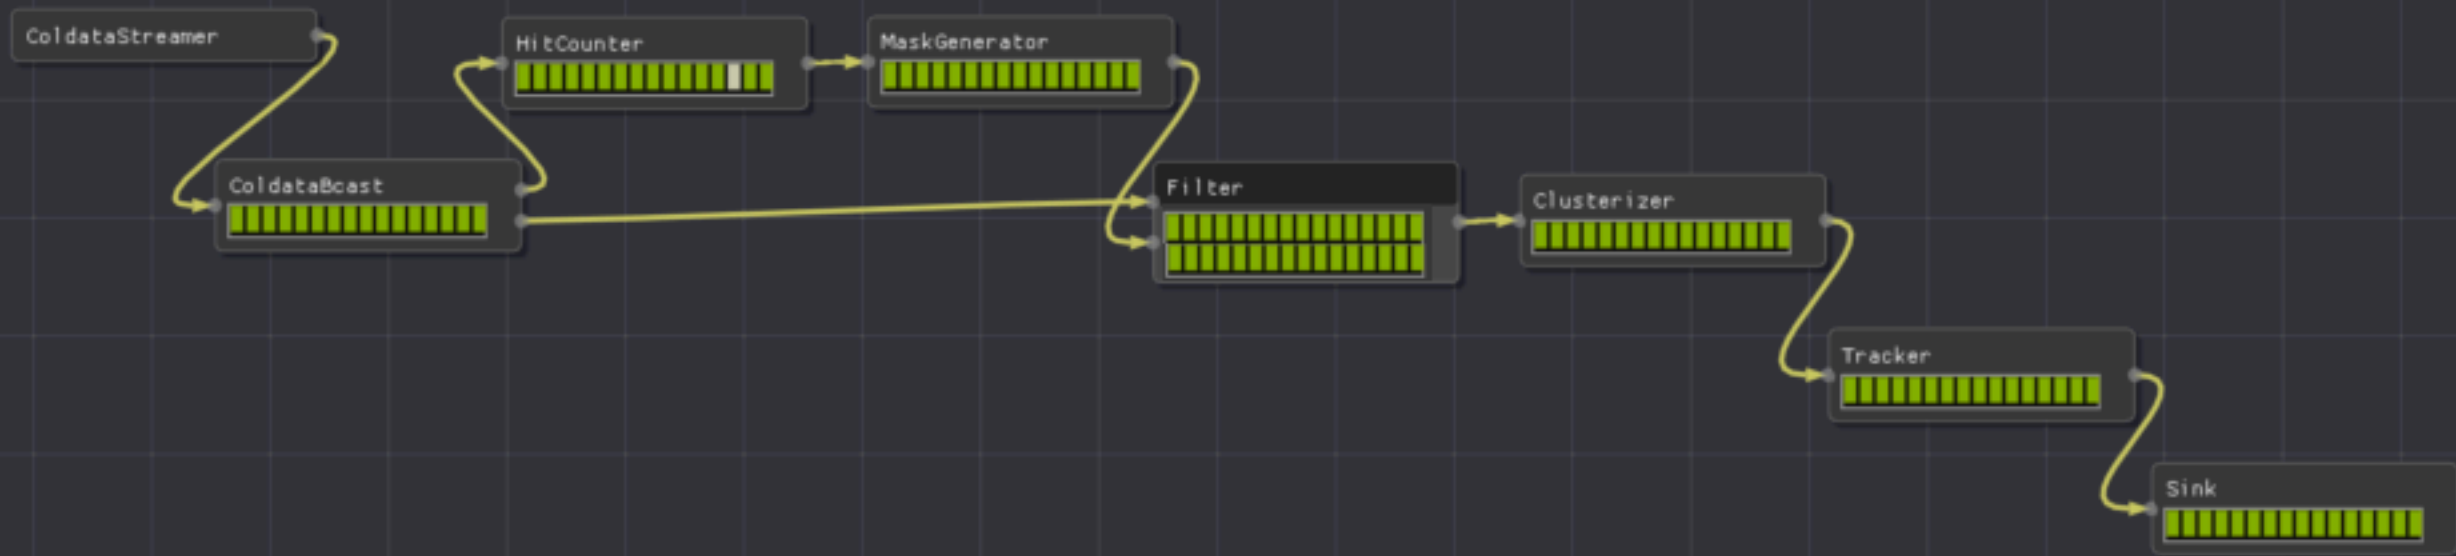 ColdataStreamer
HitCounter
MaskGenerator
ColdataBcast
Filter
Clusterizer
Tracker
Sink